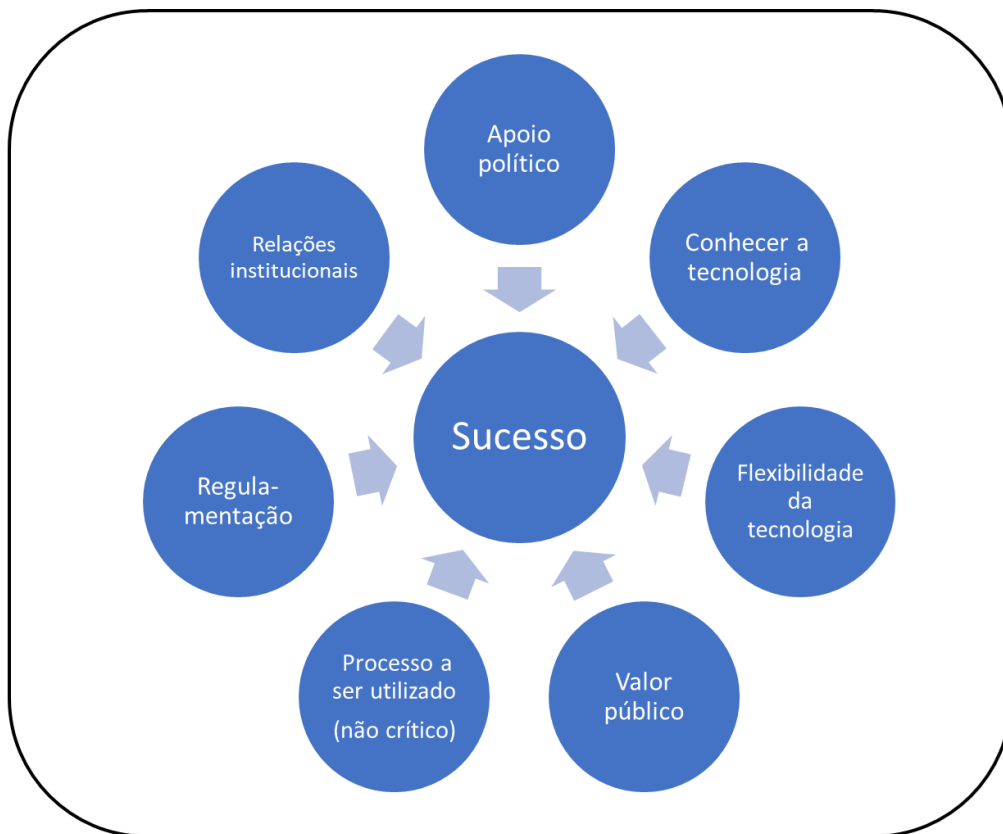 Apoio
político
Conhecer a
tecnologia
Flexibilidade
da
tecnologia
Valor
público
Processo a
ser utilizado
(não crítico)
Regula-
mentação
Relações
institucionais
Sucesso